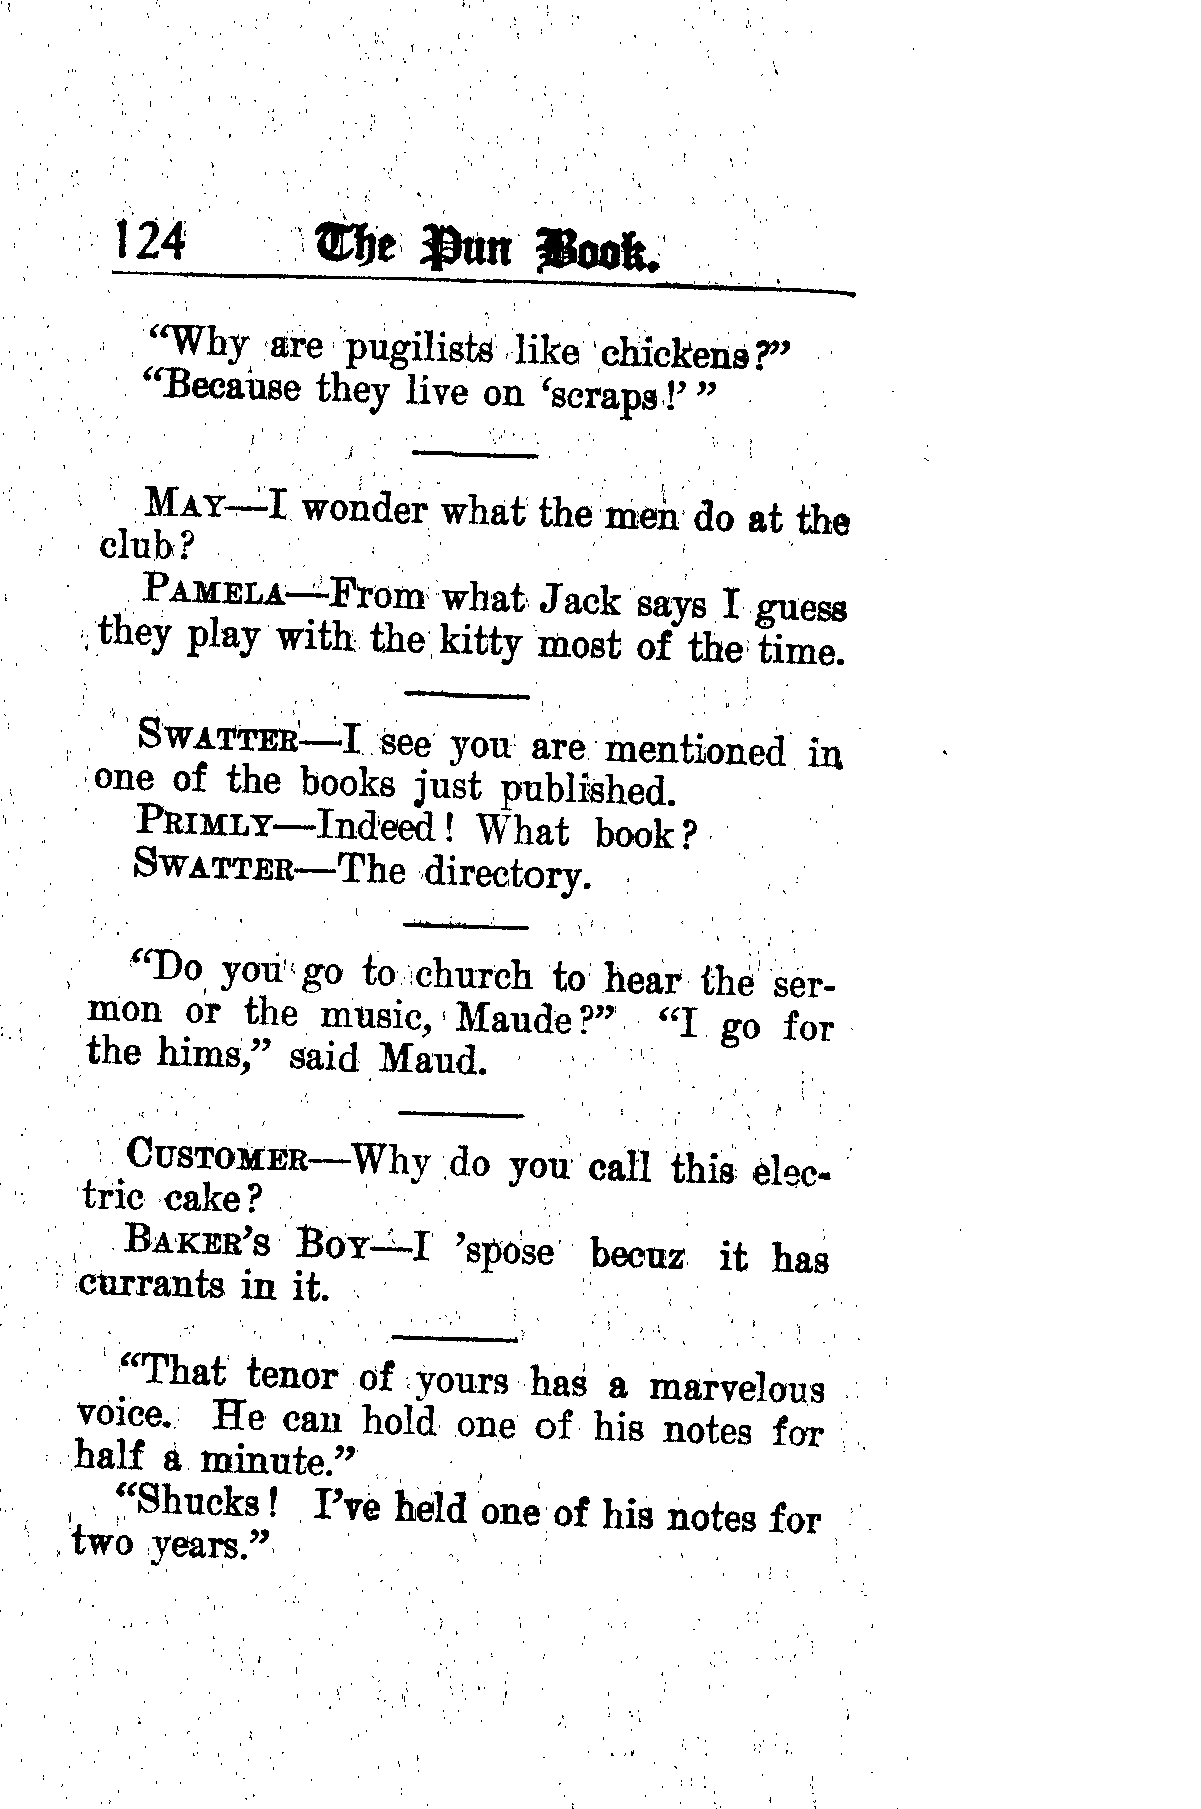 124 The Pun Book.
“Why are pugilists like chickens?”
“Because they live on ‘scraps!’ ”
MAY—I wonder what the men do at the
club?
PAMELA—From what Jack says I guess
they play with the kitty most of the time.
SWATTER—I see you are mentioned in
one of the books just published.
PRIMLY—Indeed! What book?
SWATTER—The directory.
“Do you go to church to hear the ser-
mon or the music, Maude?” “I go for
the hims,” said Maud.
CUSTOMER—Why do you call this elec-
tric cake?
BAKER’S BOY—I ’spose becuz it has
currants in it.
“That tenor of yours has a marvelous
voice. He can hold one of his notes for
half a minute.”
“Shucks! I’ve held one of his notes for
two years.”